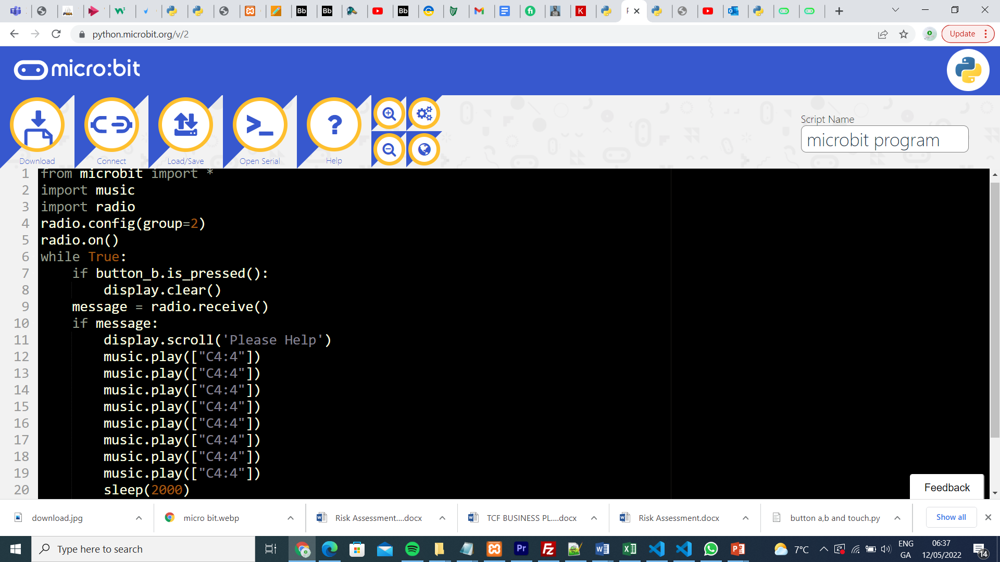 python.microbit.org/v/2
Update
micro:bit
Download
Connect
Load/Save
Open Serial
Help
Script Name
microbit program
1 from microbit import *
2 import music
3 import radio
4 radio.config(group=2)
5 radio.on()
6 while True:
7 if button_b.is_pressed():
8 display.clear()
9 message = radio.receive()
10 if message:
11 display.scroll('Please Help')
12 music.play(["C4:4"])
13 music.play(["C4:4"])
14 music.play(["C4:4"])
15 music.play(["C4:4"])
16 music.play(["C4:4"])
17 music.play(["C4:4"])
18 music.play(["C4:4"])
19 music.play(["C4:4"])
20 sleep(2000)
Feedback
download.jpg
micro bit.webp
Risk Assessment....docx
TCF BUSINESS PL....docx
Risk Assessment.docx
button a,b and touch.py
Show all
Type here to search
7°C
ENG
GA
06:37
12/05/2022
14